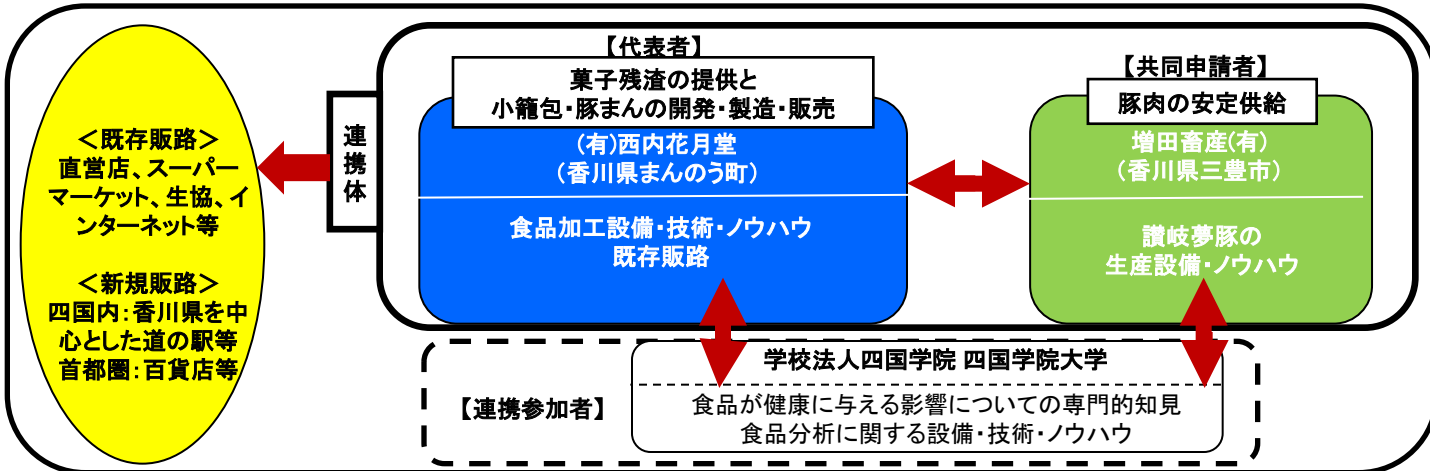 ＜既存販路＞
直営店、スーパー
マーケット、生協、イ
ンターネット等
＜新規販路＞
四国内：香川県を中
心とした道の駅等
首都圏：百貨店等
連携体
【代表者】
菓子残渣の提供と
小籠包・豚まんの開発・製造・販売
(有)西内花月堂
（香川県まんのう町）
食品加工設備・技術・ノウハウ
既存販路
【共同申請者】
豚肉の安定供給
増田畜産(有)
（香川県三豊市）
讃岐夢豚の
生産設備・ノウハウ
【連携参加者】
学校法人四国学院 四国学院大学
食品が健康に与える影響についての専門的知見
食品分析に関する設備・技術・ノウハウ